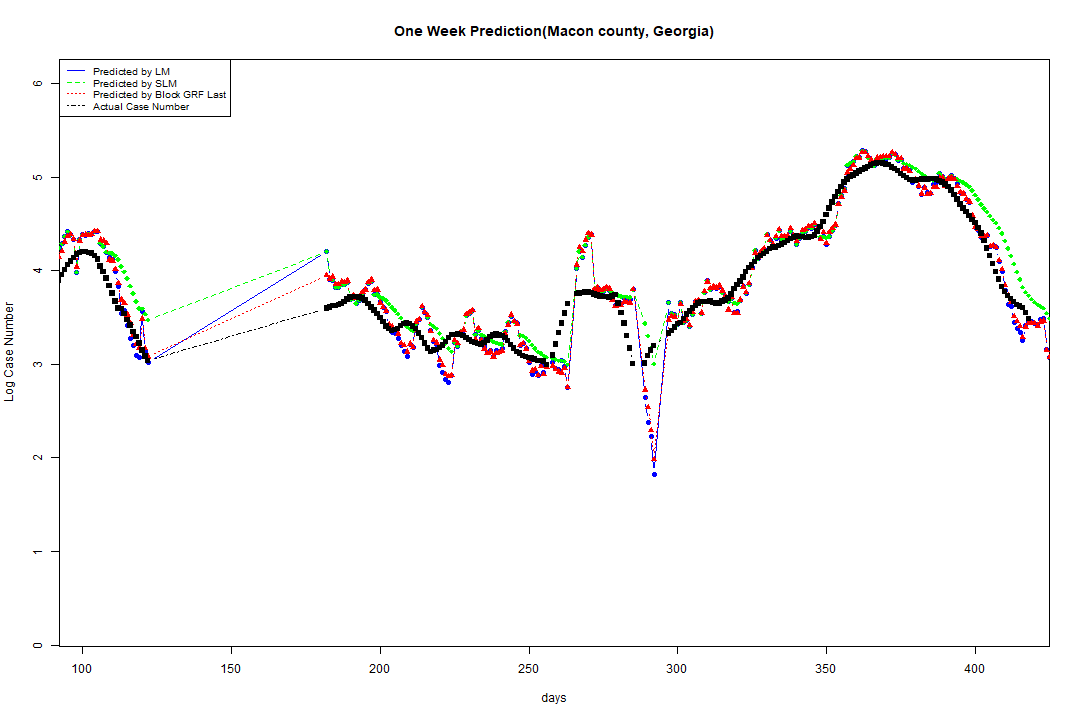 One Week Prediction(Macon county, Georgia)
Predicted by LM
Predicted by SLM
Predicted by Block GRF Last
Actual Case Number
6
5
4
3
2
1
0
Log Case Number
100 150 200 250 300 350 400
days